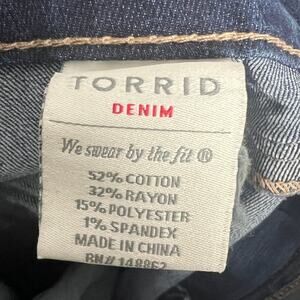 TORRID
DENIM
We swear by the fit ®
52% COTTON
32% RAYON
15% POLYESTER
1% SPANDEX
MADE IN CHINA
RN# 148862